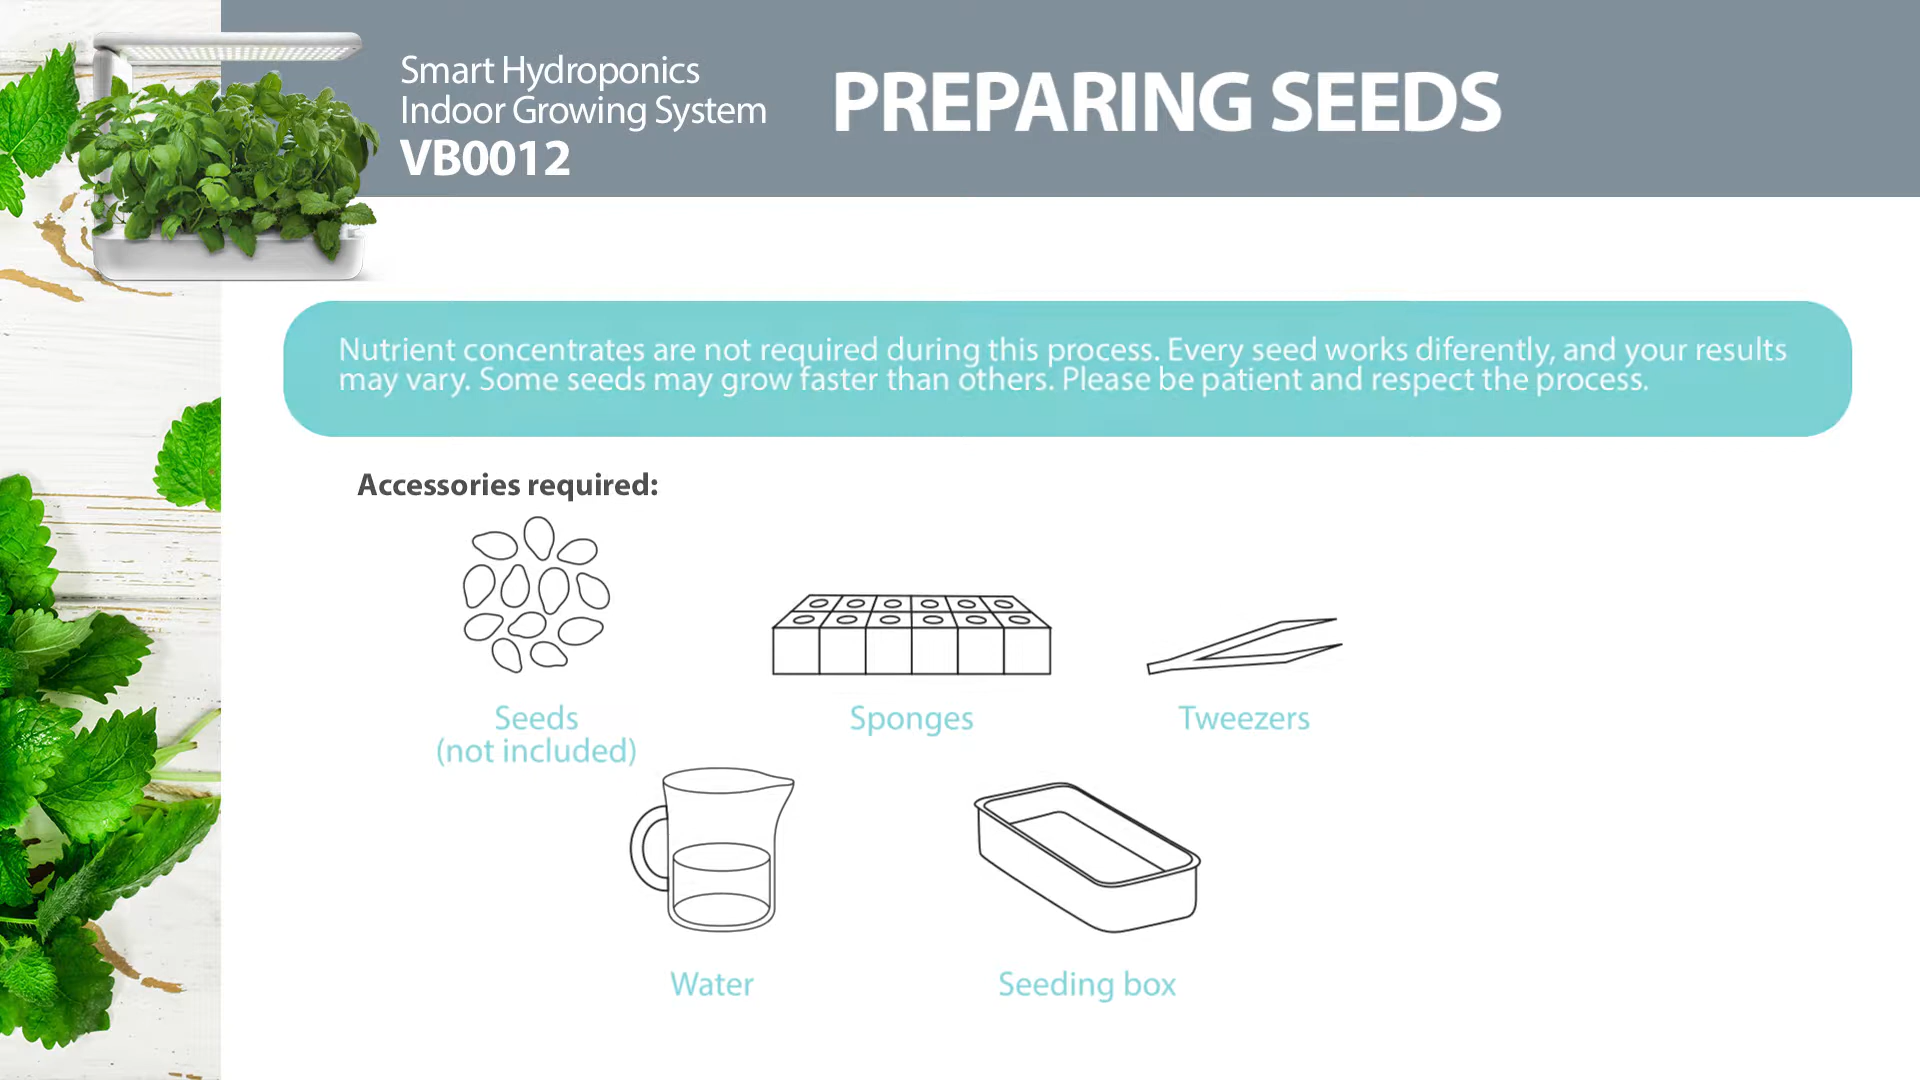 Smart Hydroponics
Indoor Growing System
VB0012
PREPARING SEEDS
Nutrient concentrates are not required during this process. Every seed works diferently, and your results
may vary. Some seeds may grow faster than others. Please be patient and respect the process.
Accessories required:
Seeds
(not included)
Sponges
Tweezers
Water
Seeding box